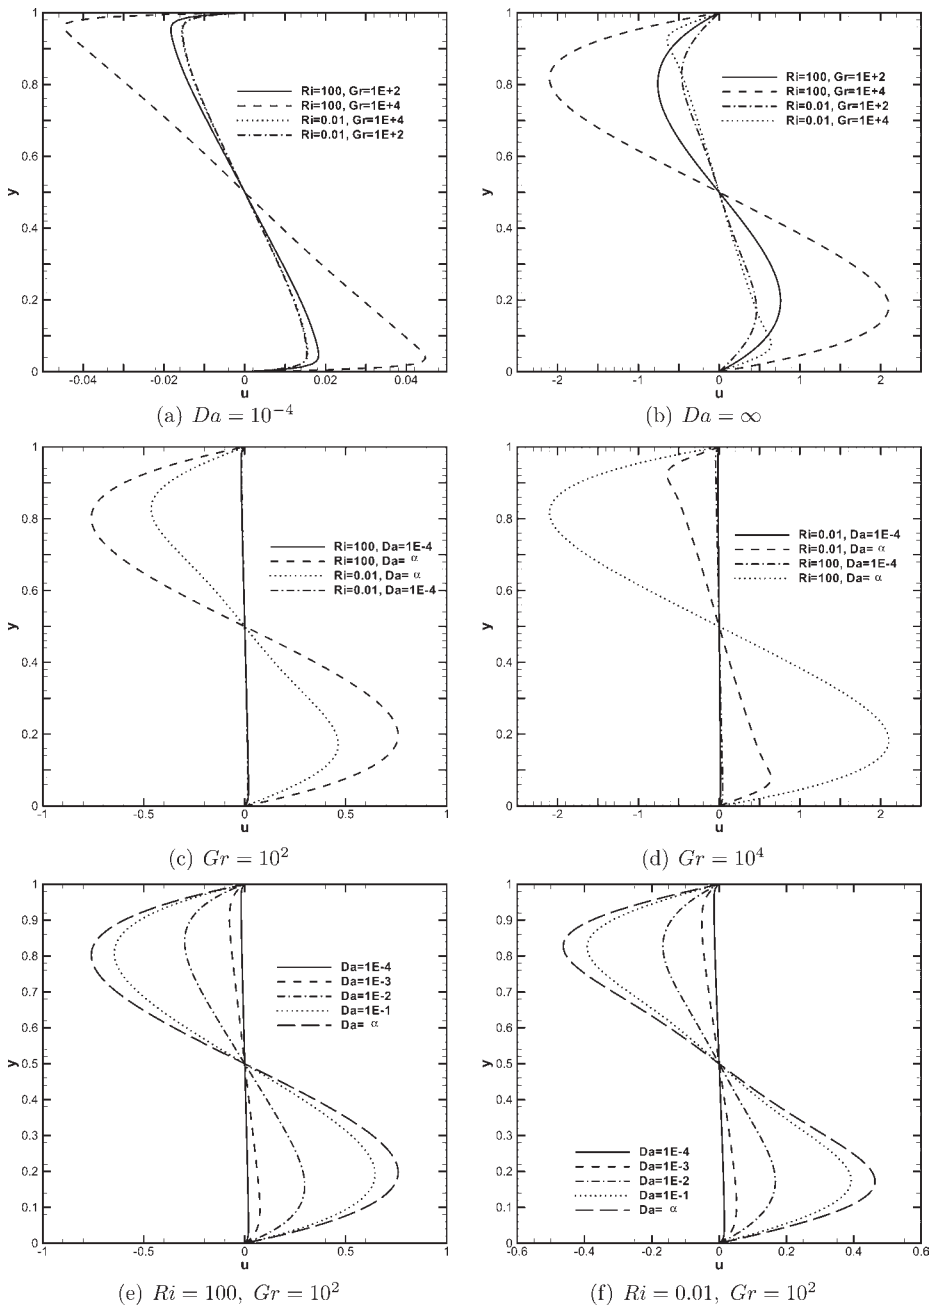 1
0.8
0.6
0.4
0.2
0
y
Ri=100, Gr=1E+2
Ri=100, Gr=1E+4
Ri=0.01, Gr=1E+4
Ri=0.01, Gr=1E+2
-0.04 -0.02 0 0.02 0.04
u
(a) Da = 10⁻⁴
1
0.8
0.6
0.4
0.2
0
y
Ri=100, Gr=1E+2
Ri=100, Gr=1E+4
Ri=0.01, Gr=1E+2
Ri=0.01, Gr=1E+4
-2 -1 0 1 2
u
(b) Da = ∞
1
0.8
0.6
0.4
0.2
0
y
Ri=100, Da=1E-4
Ri=100, Da= α
Ri=0.01, Da= α
Ri=0.01, Da=1E-4
-1 -0.5 0 0.5 1
u
(c) Gr = 10²
1
0.8
0.6
0.4
0.2
0
y
Ri=0.01, Da=1E-4
Ri=0.01, Da= α
Ri=100, Da=1E-4
Ri=100, Da= α
-2 -1 0 1 2
u
(d) Gr = 10⁴
1
0.9
0.8
0.7
0.6
0.5
0.4
0.3
0.2
0.1
0
y
Da=1E-4
Da=1E-3
Da=1E-2
Da=1E-1
Da= α
-1 -0.5 0 0.5 1
u
(e) Ri = 100, Gr = 10²
1
0.9
0.8
0.7
0.6
0.5
0.4
0.3
0.2
0.1
0
y
Da=1E-4
Da=1E-3
Da=1E-2
Da=1E-1
Da= α
-0.6 -0.4 -0.2 0 0.2 0.4 0.6
u
(f) Ri = 0.01, Gr = 10²